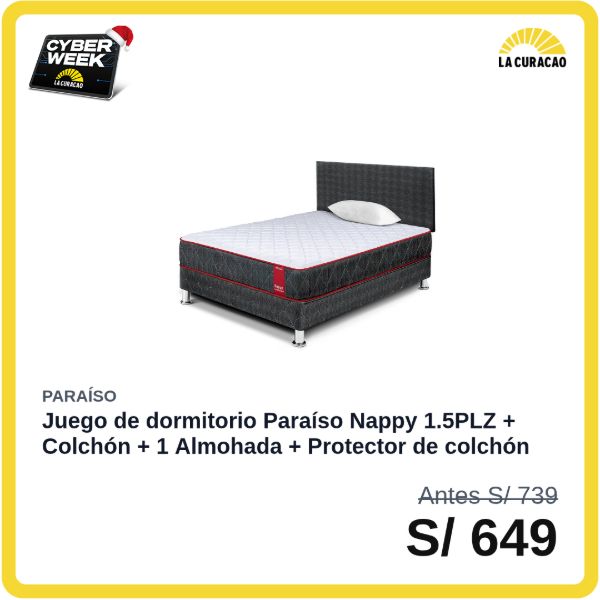 CYBER
WEEK
LA CURACAO
LA CURACAO
PARAÍSO
Juego de dormitorio Paraíso Nappy 1.5PLZ +
Colchón + 1 Almohada + Protector de colchón
Antes S/ 739
S/ 649